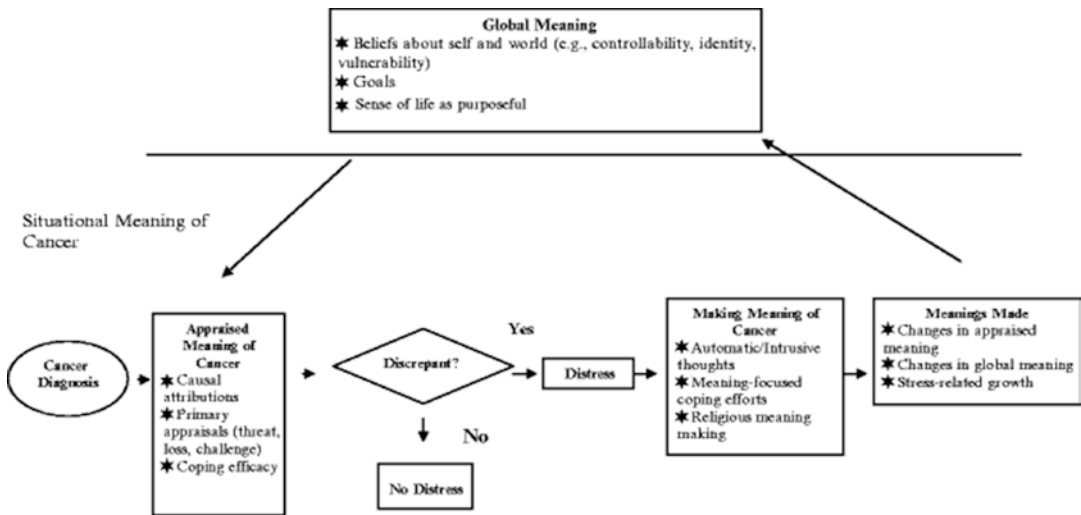 Global Meaning
✶ Beliefs about self and world (e.g., controllability, identity,
vulnerability)
✶ Goals
✶ Sense of life as purposeful
Situational Meaning of
Cancer
Cancer
Diagnosis
Appraised
Meaning of
Cancer
✶ Causal
attributions
✶ Primary
appraisals (threat,
loss, challenge)
✶ Coping efficacy
Discrepant?
Yes
No
No Distress
Distress
Making Meaning of
Cancer
✶ Automatic/Intrusive
thoughts
✶ Meaning-focused
coping efforts
✶ Religious meaning
making
Meanings Made
✶ Changes in appraised
meaning
✶ Changes in global meaning
✶ Stress-related growth